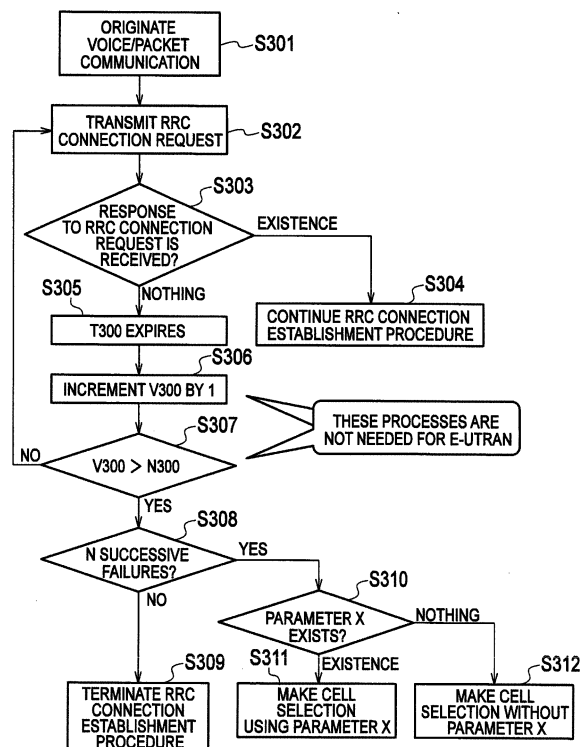 ORIGINATE
VOICE/PACKET
COMMUNICATION
S301
TRANSMIT RRC
CONNECTION REQUEST
S302
S303
RESPONSE
TO RRC CONNECTION
REQUEST IS
RECEIVED?
EXISTENCE
NOTHING
S304
CONTINUE RRC CONNECTION
ESTABLISHMENT PROCEDURE
S305
T300 EXPIRES
S306
INCREMENT V300 BY 1
THESE PROCESSES ARE
NOT NEEDED FOR E-UTRAN
S307
V300 > N300
NO
YES
S308
N SUCCESSIVE
FAILURES?
YES
NO
S310
PARAMETER X
EXISTS?
NOTHING
EXISTENCE
S309
TERMINATE RRC
CONNECTION
ESTABLISHMENT
PROCEDURE
S311
MAKE CELL
SELECTION
USING PARAMETER X
S312
MAKE CELL
SELECTION WITHOUT
PARAMETER X